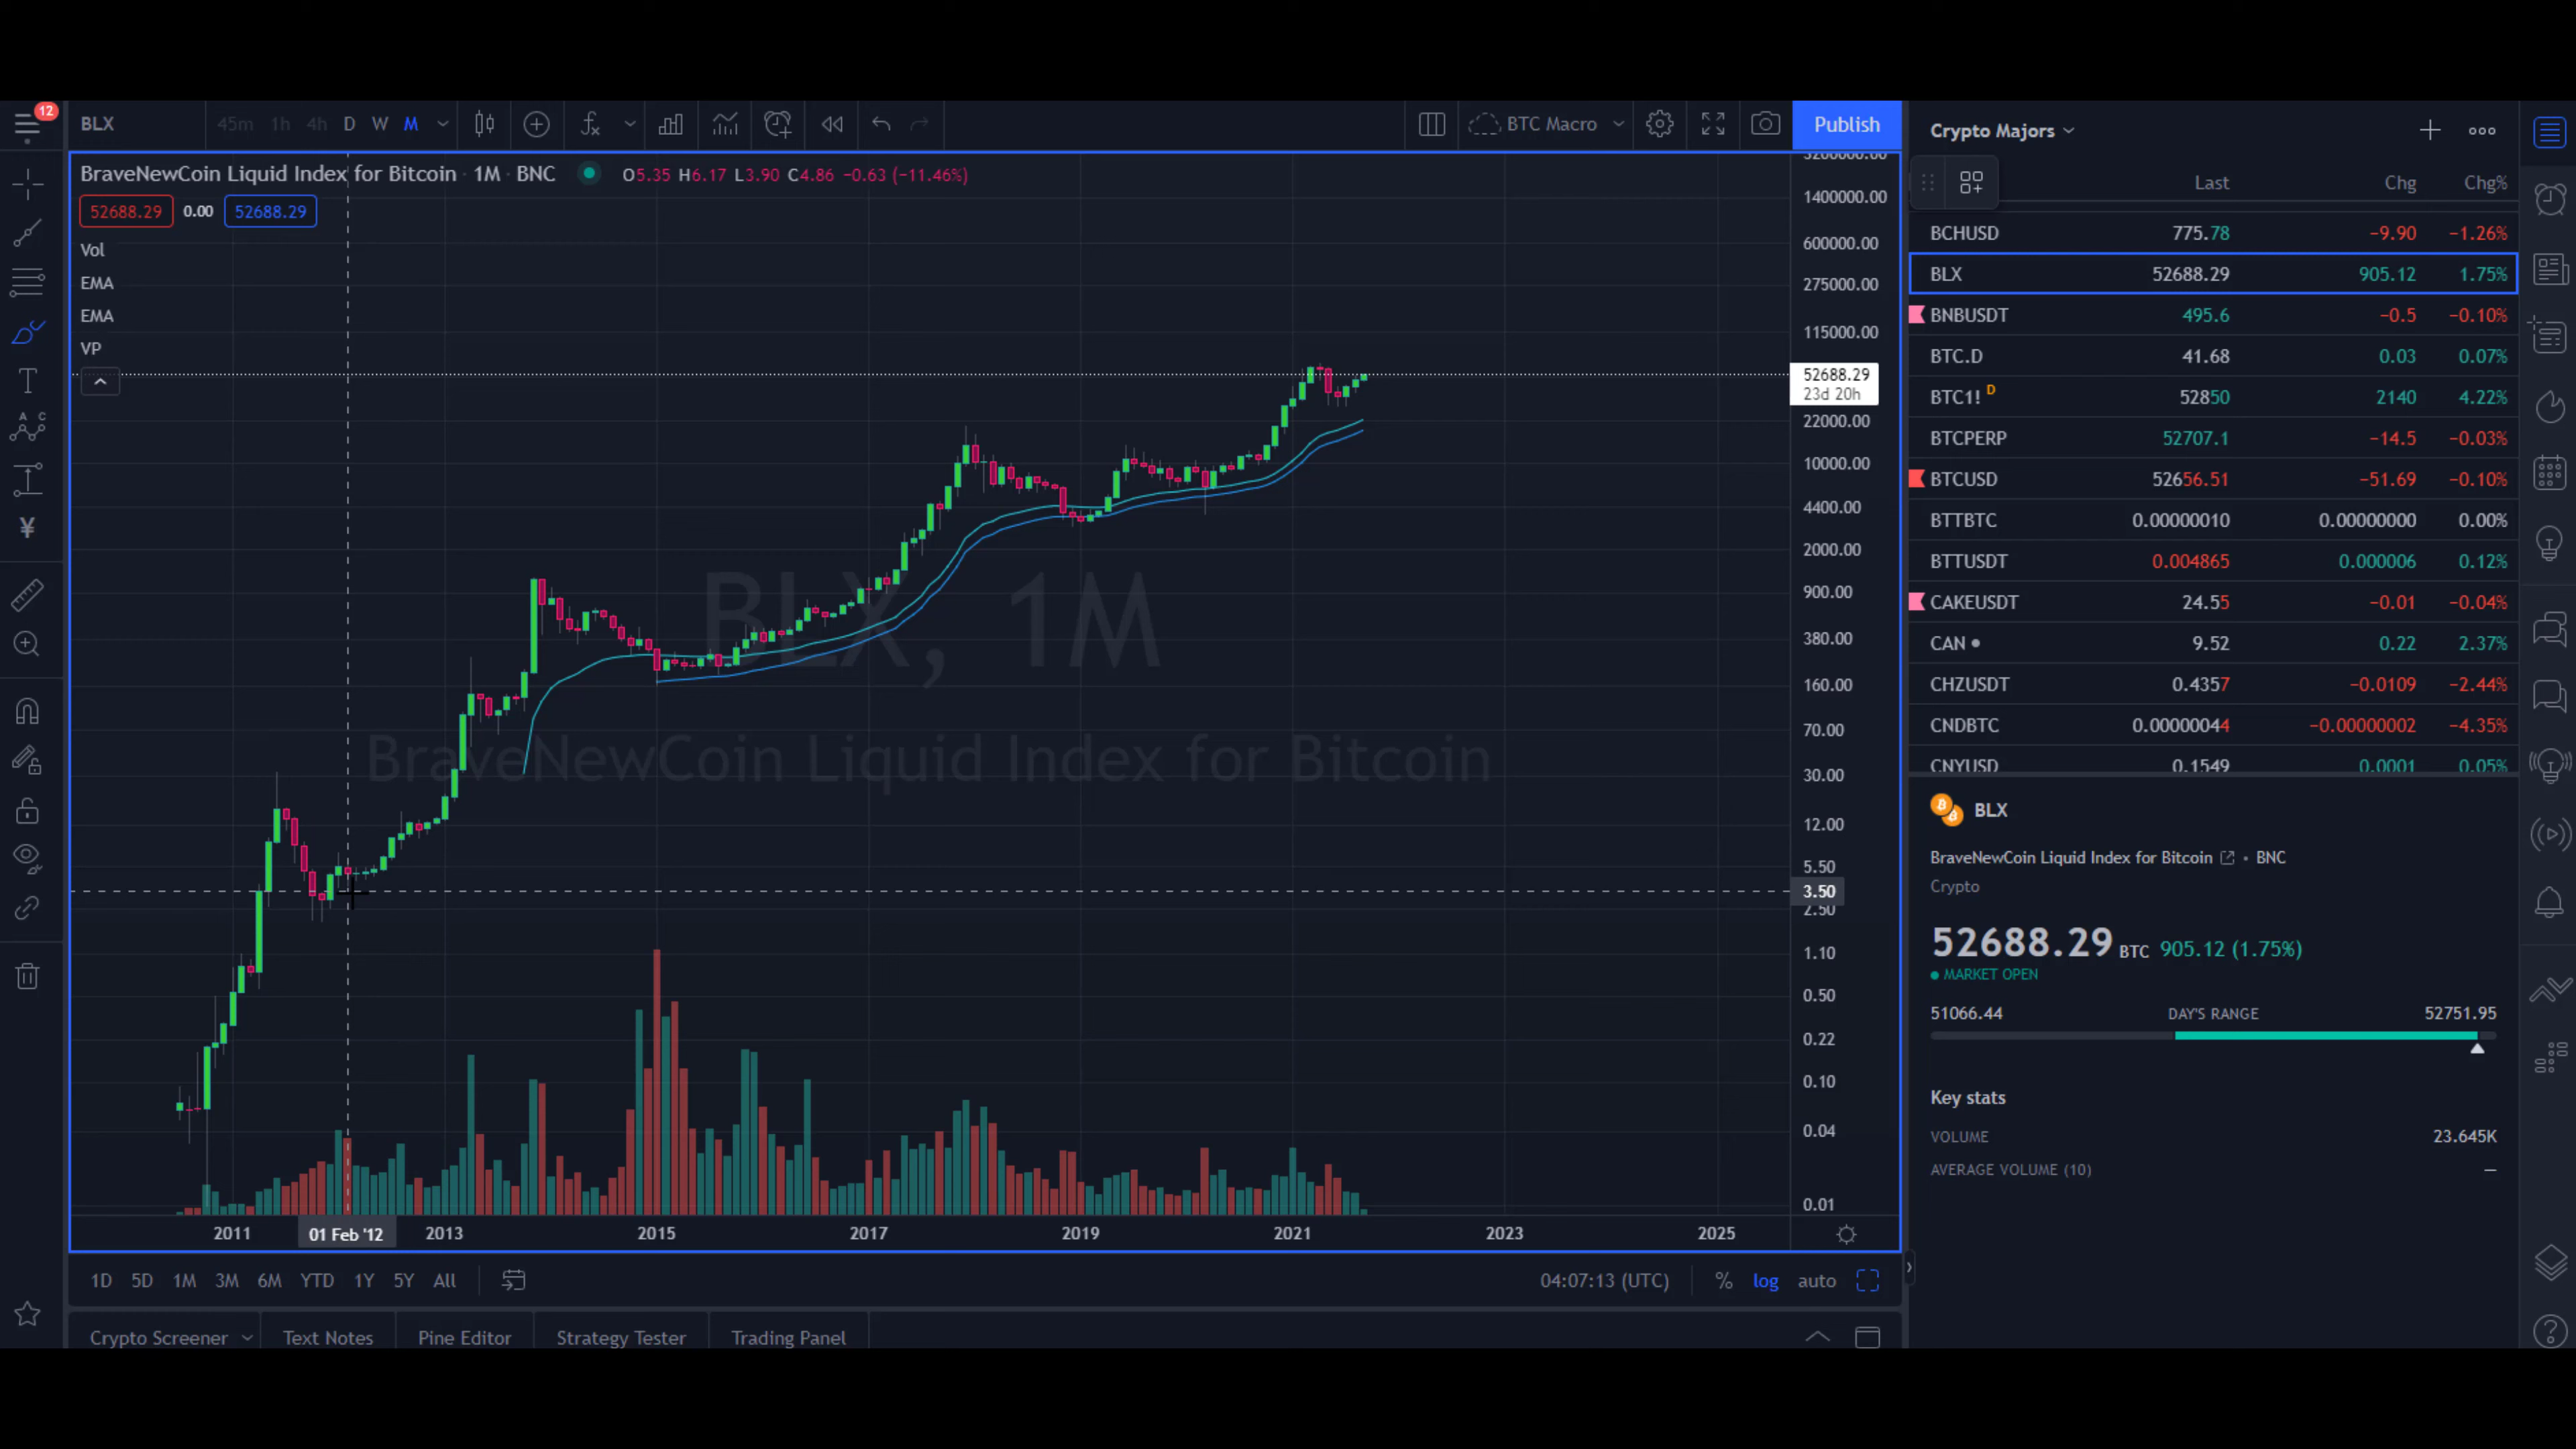 12
BLX 45m 1h 4h D W M BTC Macro Publish
BraveNewCoin Liquid Index for Bitcoin · 1M · BNC O5.35 H6.17 L3.90 C4.86 −0.63 (−11.46%)
52688.29 0.00 52688.29
Vol
EMA
EMA
VP
BLX, 1M
BraveNewCoin Liquid Index for Bitcoin
3200000.00
1400000.00
600000.00
275000.00
115000.00
52688.29
23d 20h
22000.00
10000.00
4400.00
2000.00
900.00
380.00
160.00
70.00
30.00
12.00
5.50
3.50
2.50
1.10
0.50
0.22
0.10
0.04
0.01
2011 01 Feb '12 2013 2015 2017 2019 2021 2023 2025
1D 5D 1M 3M 6M YTD 1Y 5Y All 04:07:13 (UTC) % log auto
Crypto Screener Text Notes Pine Editor Strategy Tester Trading Panel
Crypto Majors
Last Chg Chg%
BCHUSD 775.78 −9.90 −1.26%
BLX 52688.29 905.12 1.75%
BNBUSDT 495.6 −0.5 −0.10%
BTC.D 41.68 0.03 0.07%
BTC1! D 52850 2140 4.22%
BTCPERP 52707.1 −14.5 −0.03%
BTCUSD 52656.51 −51.69 −0.10%
BTTBTC 0.00000010 0.00000000 0.00%
BTTUSDT 0.004865 0.000006 0.12%
CAKEUSDT 24.55 −0.01 −0.04%
CAN 9.52 0.22 2.37%
CHZUSDT 0.4357 −0.0109 −2.44%
CNDBTC 0.00000044 −0.00000002 −4.35%
CNYUSD 0.1549 0.0001 0.05%
BLX
BraveNewCoin Liquid Index for Bitcoin • BNC
Crypto
52688.29 BTC 905.12 (1.75%)
MARKET OPEN
51066.44 DAY'S RANGE 52751.95
Key stats
VOLUME 23.645K
AVERAGE VOLUME (10) —